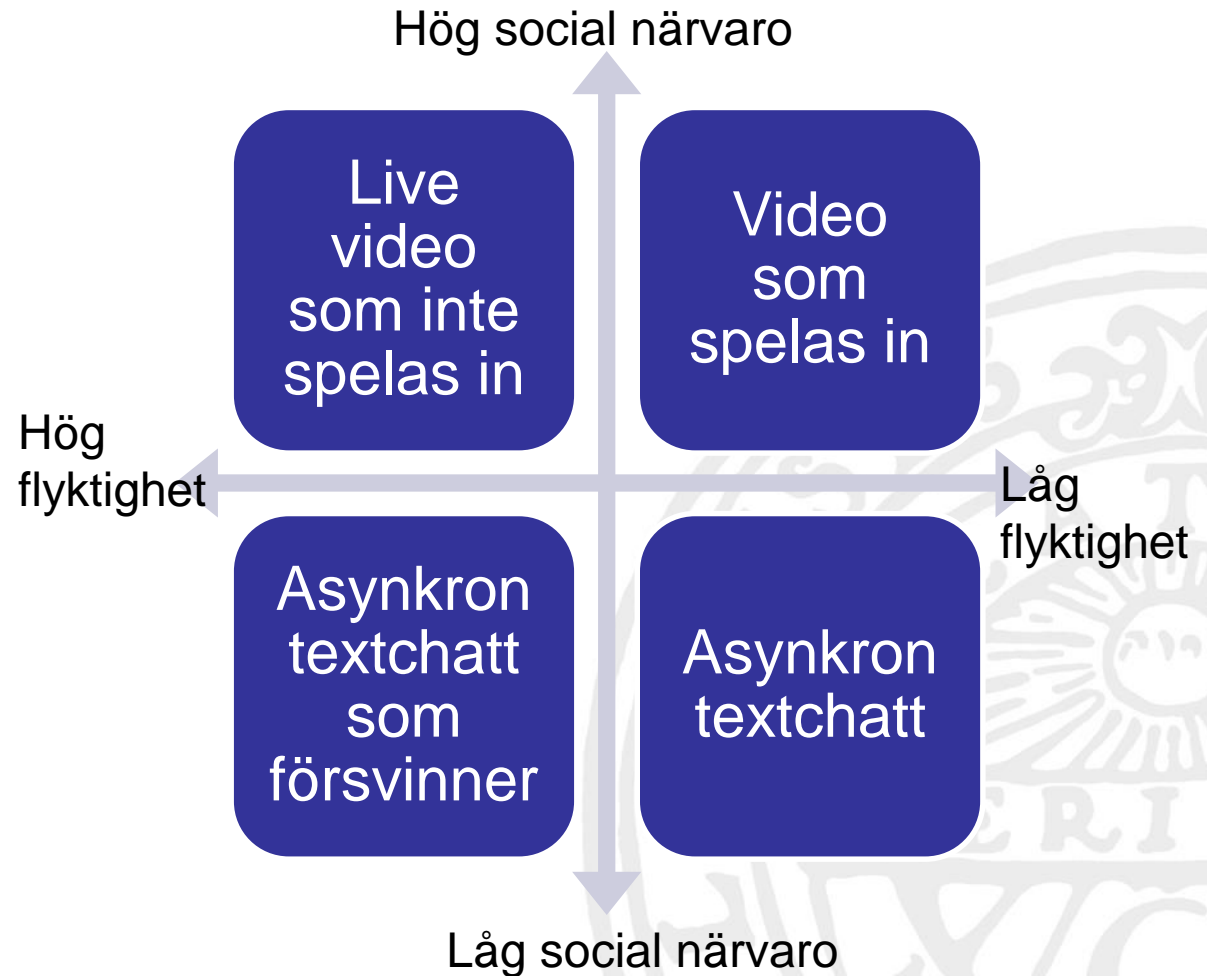 Hög social närvaro
Live
video
som inte
spelas in
Video
som
spelas in
Hög
flyktighet
Låg
flyktighet
Asynkron
textchatt
som
försvinner
Asynkron
textchatt
Låg social närvaro